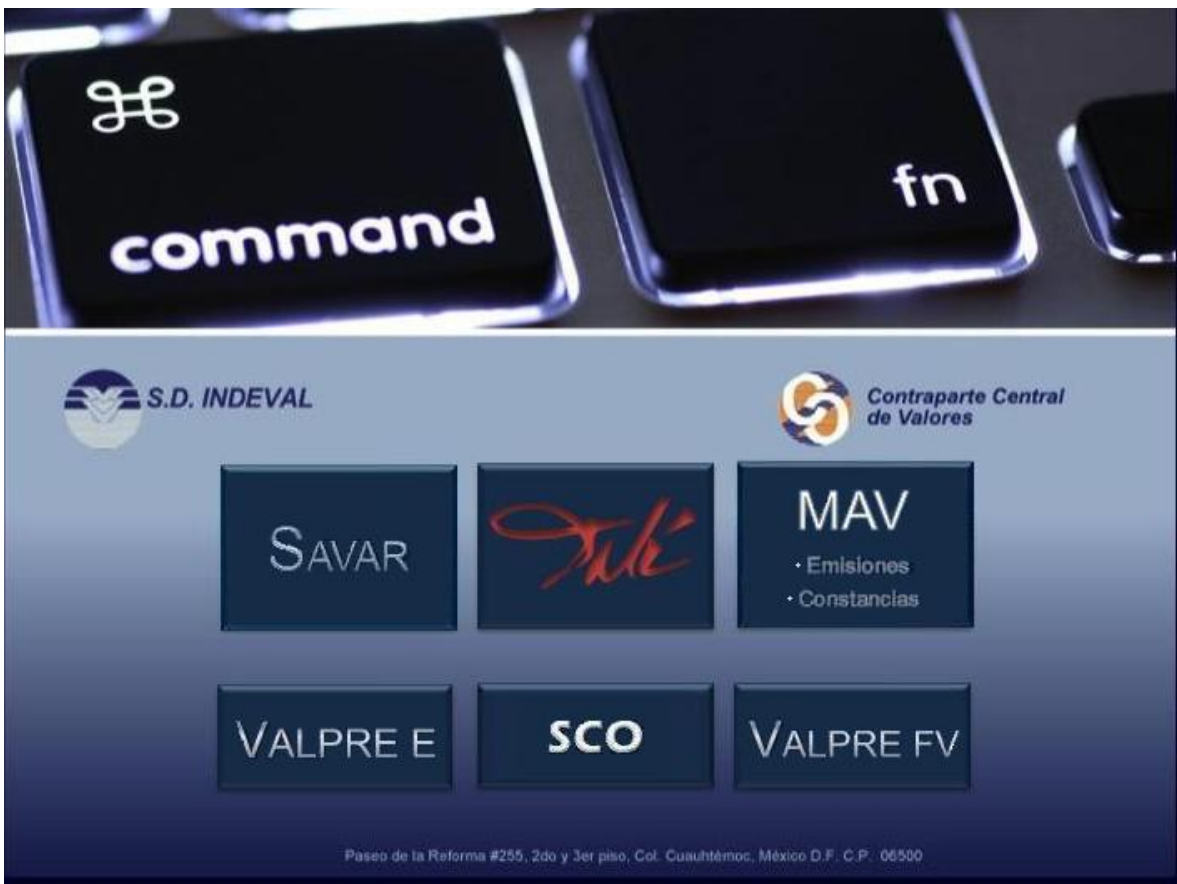 ⌘
command
fn
S.D. INDEVAL
Contraparte Central
de Valores
SAVAR
Dalí
MAV
· Emisiones
· Constancias
VALPRE E
SCO
VALPRE FV
Paseo de la Reforma #255, 2do y 3er piso, Col. Cuauhtémoc, México D.F. C.P. 06500